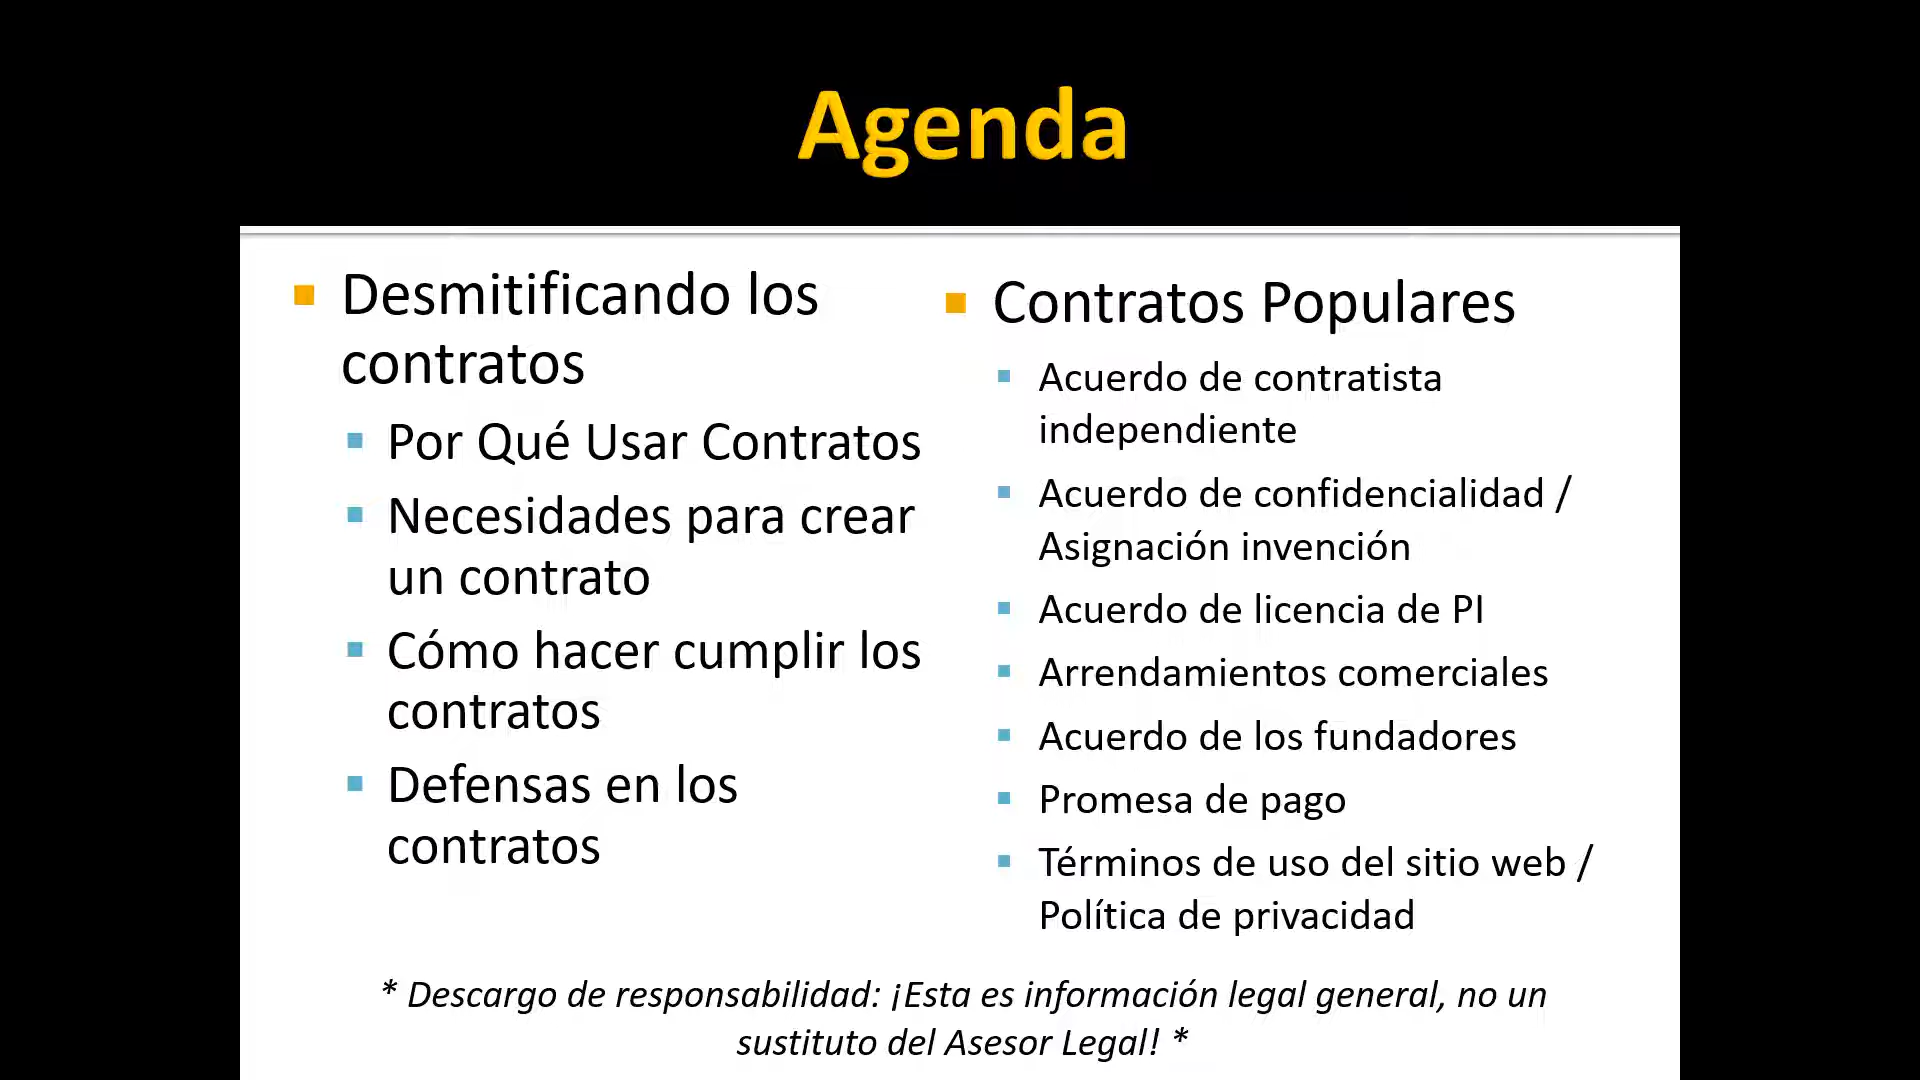 Agenda
Desmitificando los
contratos
Por Qué Usar Contratos
Necesidades para crear
un contrato
Cómo hacer cumplir los
contratos
Defensas en los
contratos
Contratos Populares
Acuerdo de contratista
independiente
Acuerdo de confidencialidad /
Asignación invención
Acuerdo de licencia de PI
Arrendamientos comerciales
Acuerdo de los fundadores
Promesa de pago
Términos de uso del sitio web /
Política de privacidad
* Descargo de responsabilidad: ¡Esta es información legal general, no un
sustituto del Asesor Legal! *